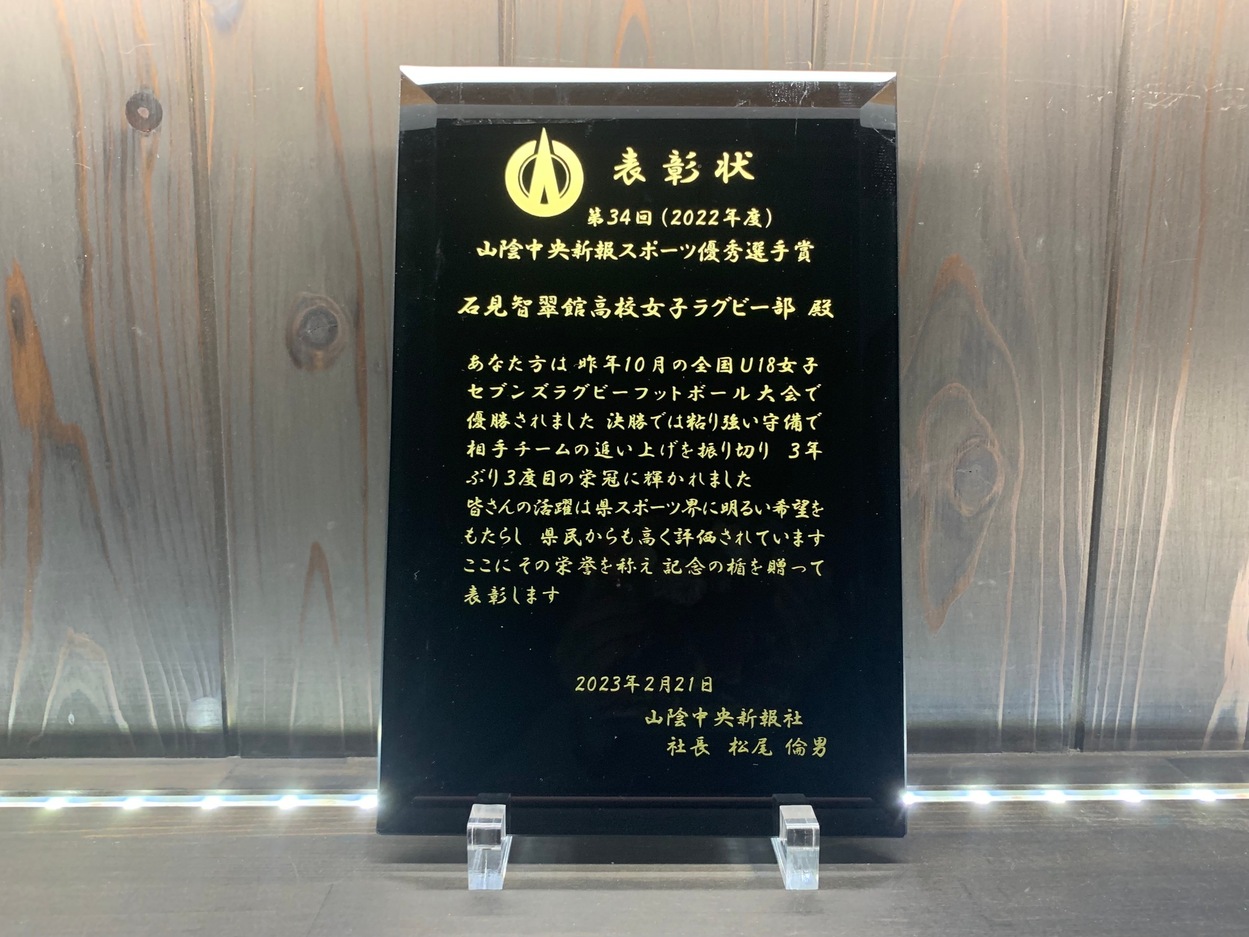 表彰状
第34回(2022年度)
山陰中央新報スポーツ優秀選手賞
石見智翠館高校女子ラグビー部 殿
あなた方は 昨年10月の全国U18女子
セブンズラグビーフットボール大会で
優勝されました 決勝では粘り強い守備で
相手チームの追い上げを振り切り 3年
ぶり3度目の栄冠に輝かれました
皆さんの活躍は県スポーツ界に明るい希望を
もたらし 県民からも高く評価されています
ここにその栄誉を称え 記念の楯を贈って
表彰します
2023年2月21日
山陰中央新報社
社長 松尾 倫男